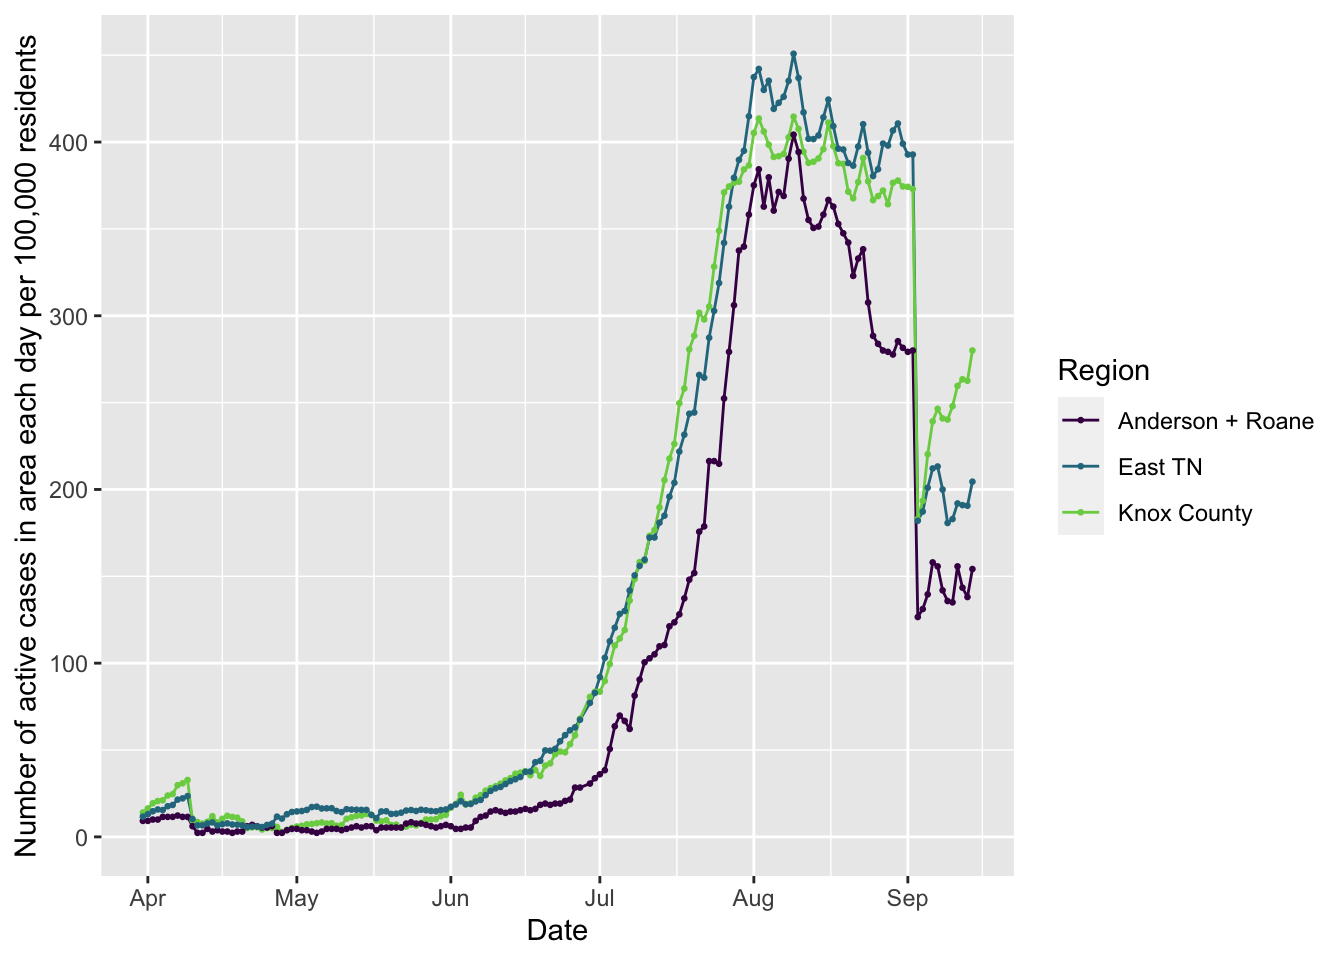 Number of active cases in area each day per 100,000 residents
400
300
200
100
0
Apr May Jun Jul Aug Sep
Date
Region
Anderson + Roane
East TN
Knox County